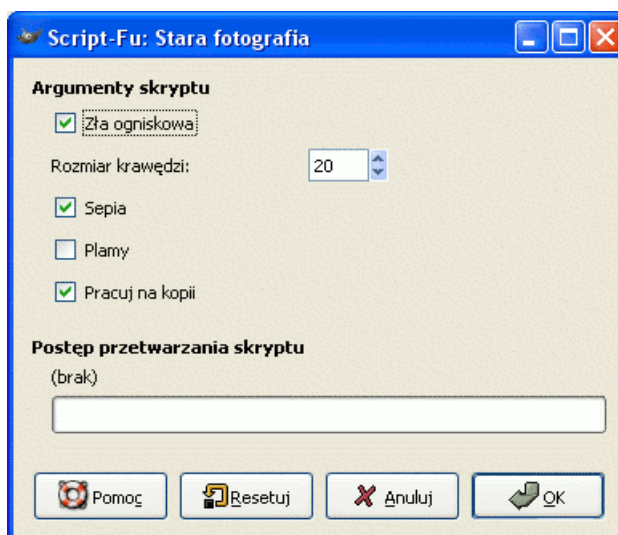 Script-Fu: Stara fotografia
Argumenty skryptu
Zła ogniskowa
Rozmiar krawędzi: 20
Sepia
Plamy
Pracuj na kopii
Postęp przetwarzania skryptu
(brak)
Pomoc Resetuj Anuluj OK